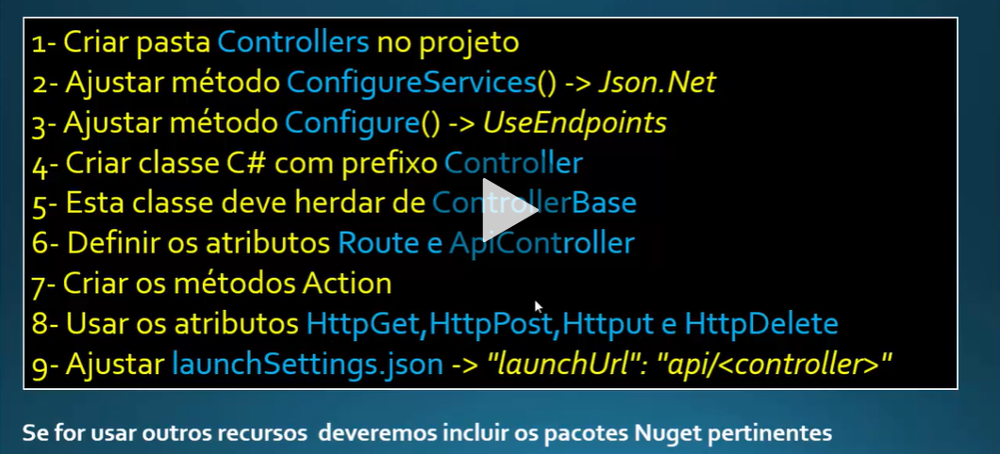 1- Criar pasta Controllers no projeto
2- Ajustar método ConfigureServices() -> Json.Net
3- Ajustar método Configure() -> UseEndpoints
4- Criar classe C# com prefixo Controller
5- Esta classe deve herdar de ControllerBase
6- Definir os atributos Route e ApiController
7- Criar os métodos Action
8- Usar os atributos HttpGet,HttpPost,Httput e HttpDelete
9- Ajustar launchSettings.json -> "launchUrl": "api/<controller>"
Se for usar outros recursos deveremos incluir os pacotes Nuget pertinentes